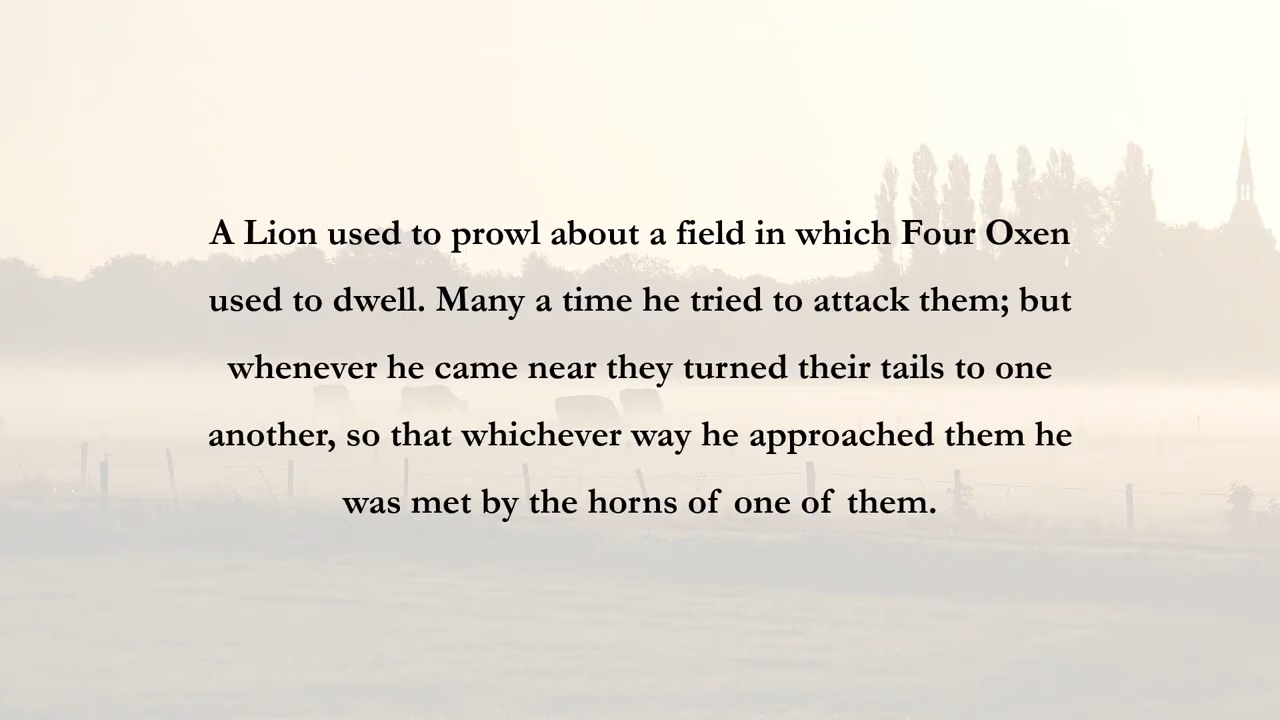 A Lion used to prowl about a field in which Four Oxen
used to dwell. Many a time he tried to attack them; but
whenever he came near they turned their tails to one
another, so that whichever way he approached them he
was met by the horns of one of them.